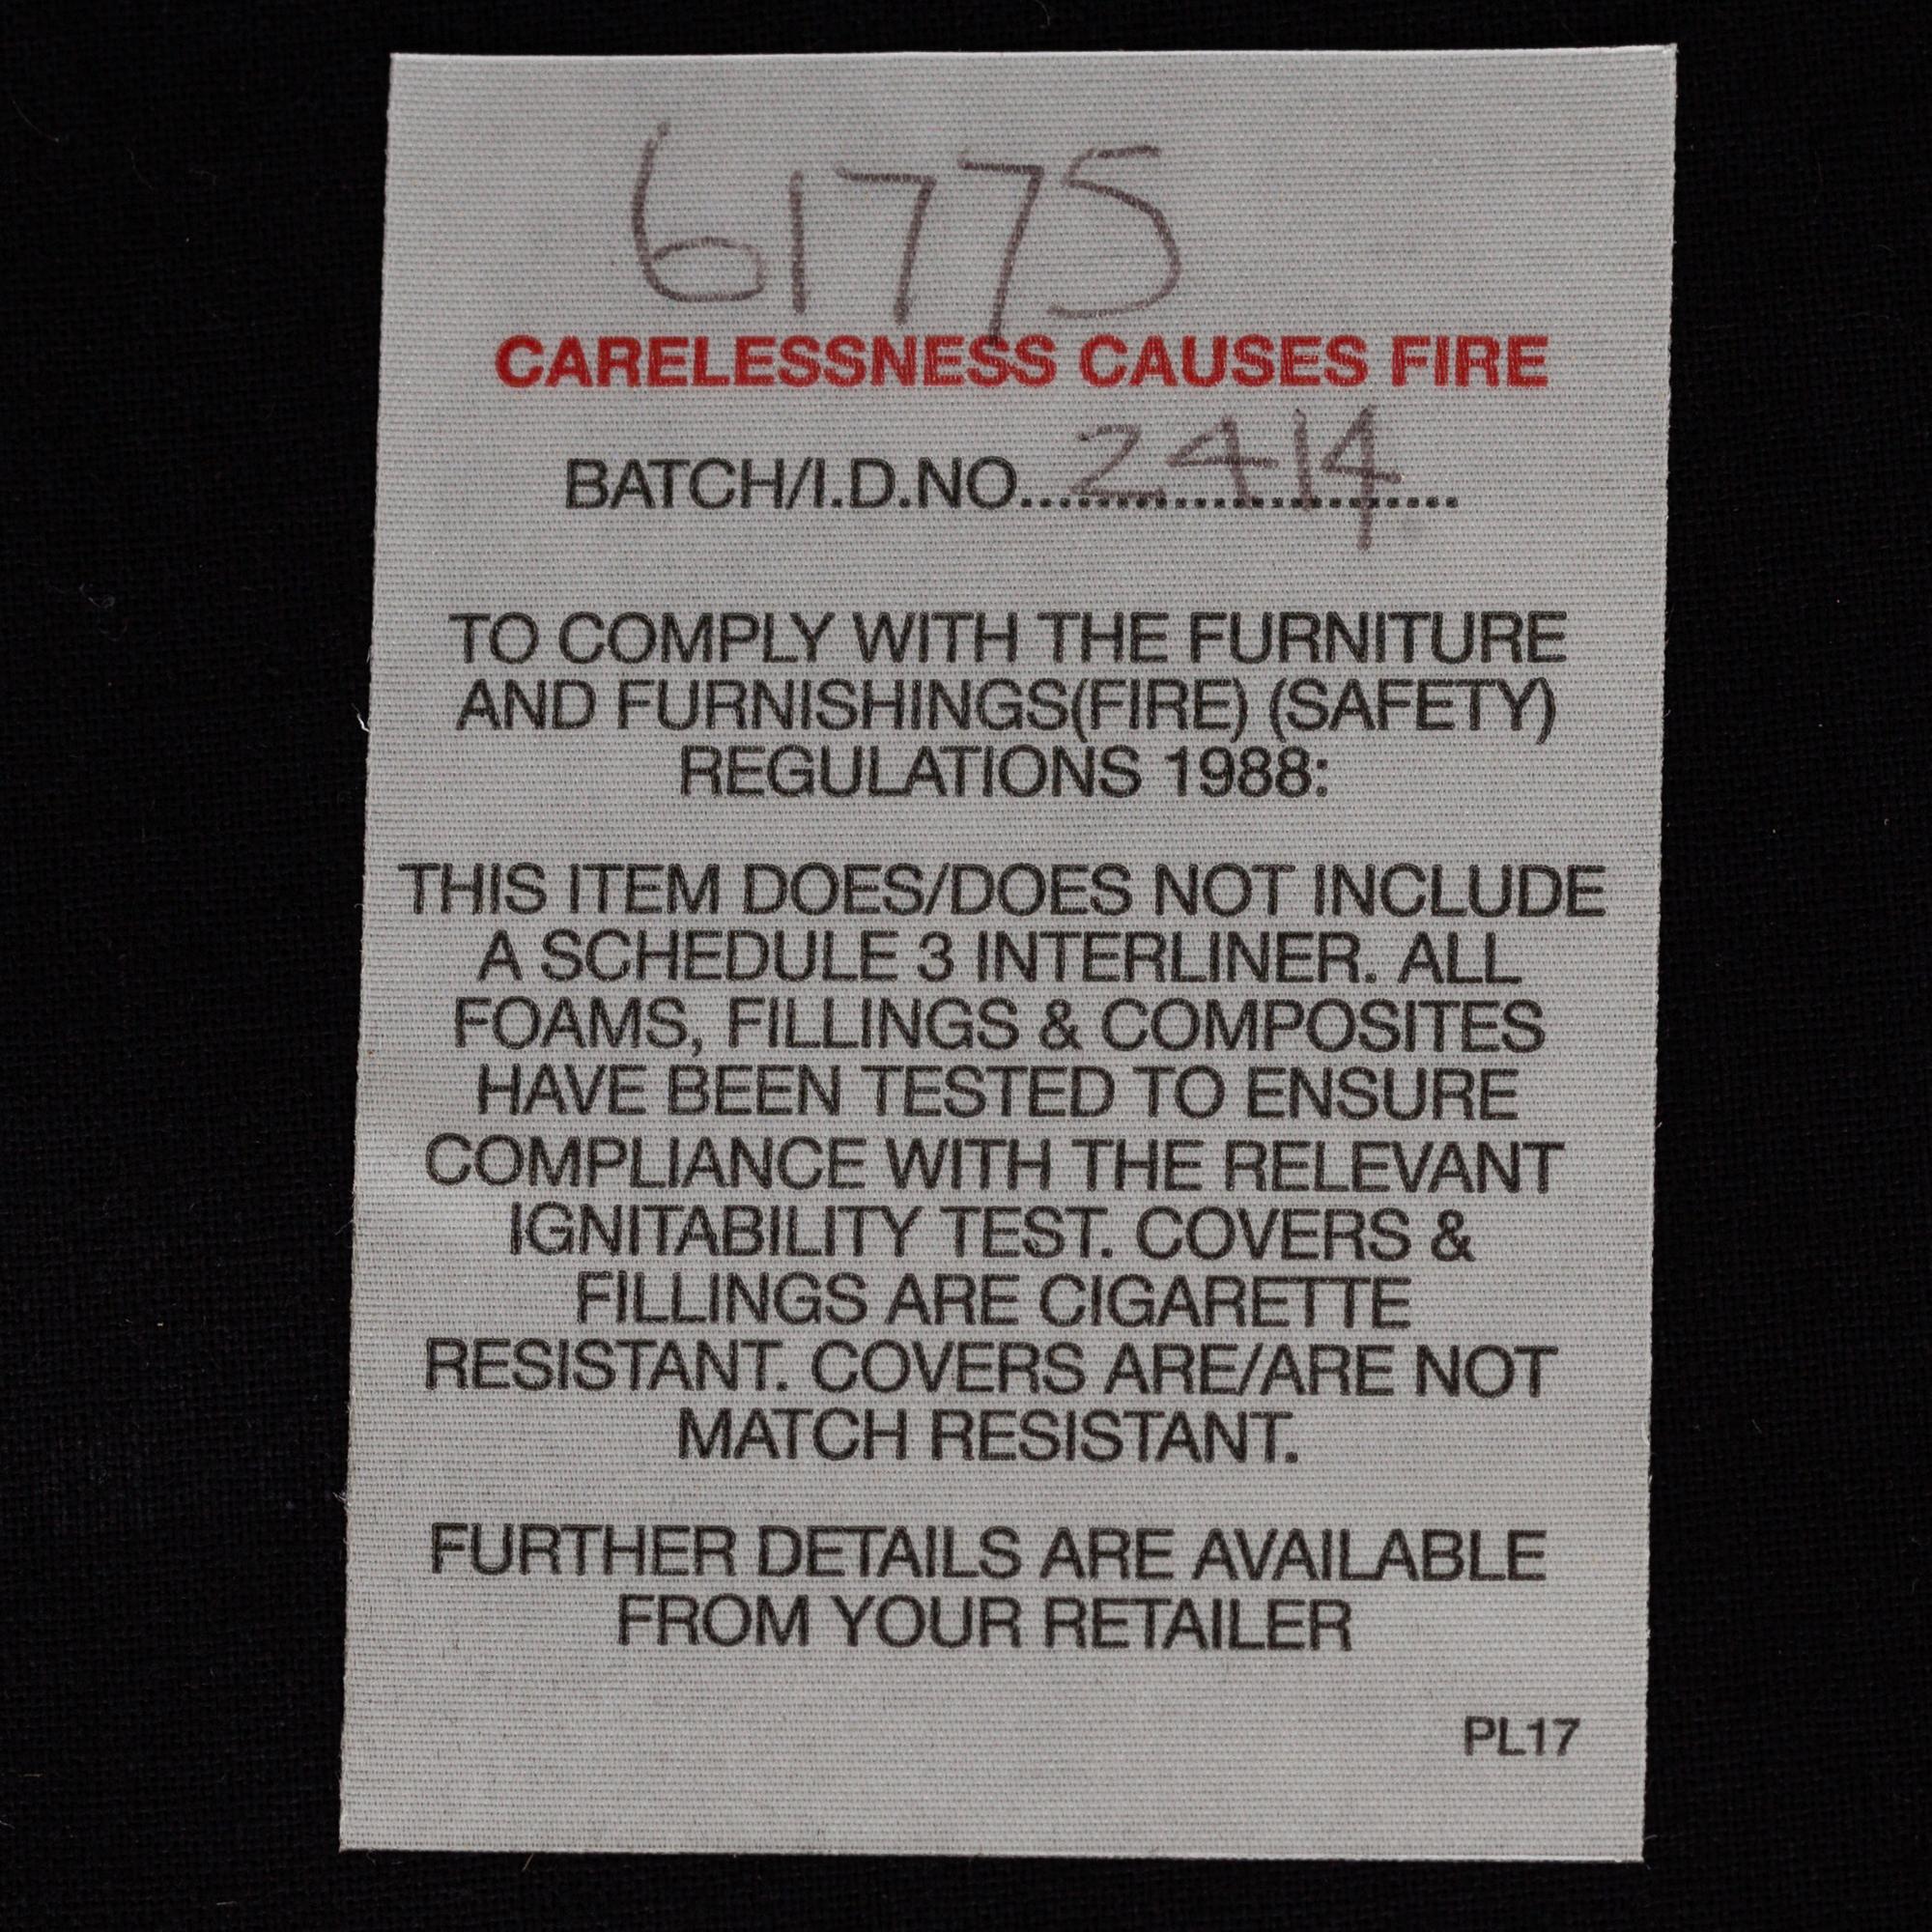 61775
CARELESSNESS CAUSES FIRE
BATCH/I.D.NO....2414....
TO COMPLY WITH THE FURNITURE
AND FURNISHINGS(FIRE) (SAFETY)
REGULATIONS 1988:
THIS ITEM DOES/DOES NOT INCLUDE
A SCHEDULE 3 INTERLINER. ALL
FOAMS, FILLINGS & COMPOSITES
HAVE BEEN TESTED TO ENSURE
COMPLIANCE WITH THE RELEVANT
IGNITABILITY TEST. COVERS &
FILLINGS ARE CIGARETTE
RESISTANT. COVERS ARE/ARE NOT
MATCH RESISTANT.
FURTHER DETAILS ARE AVAILABLE
FROM YOUR RETAILER
PL17